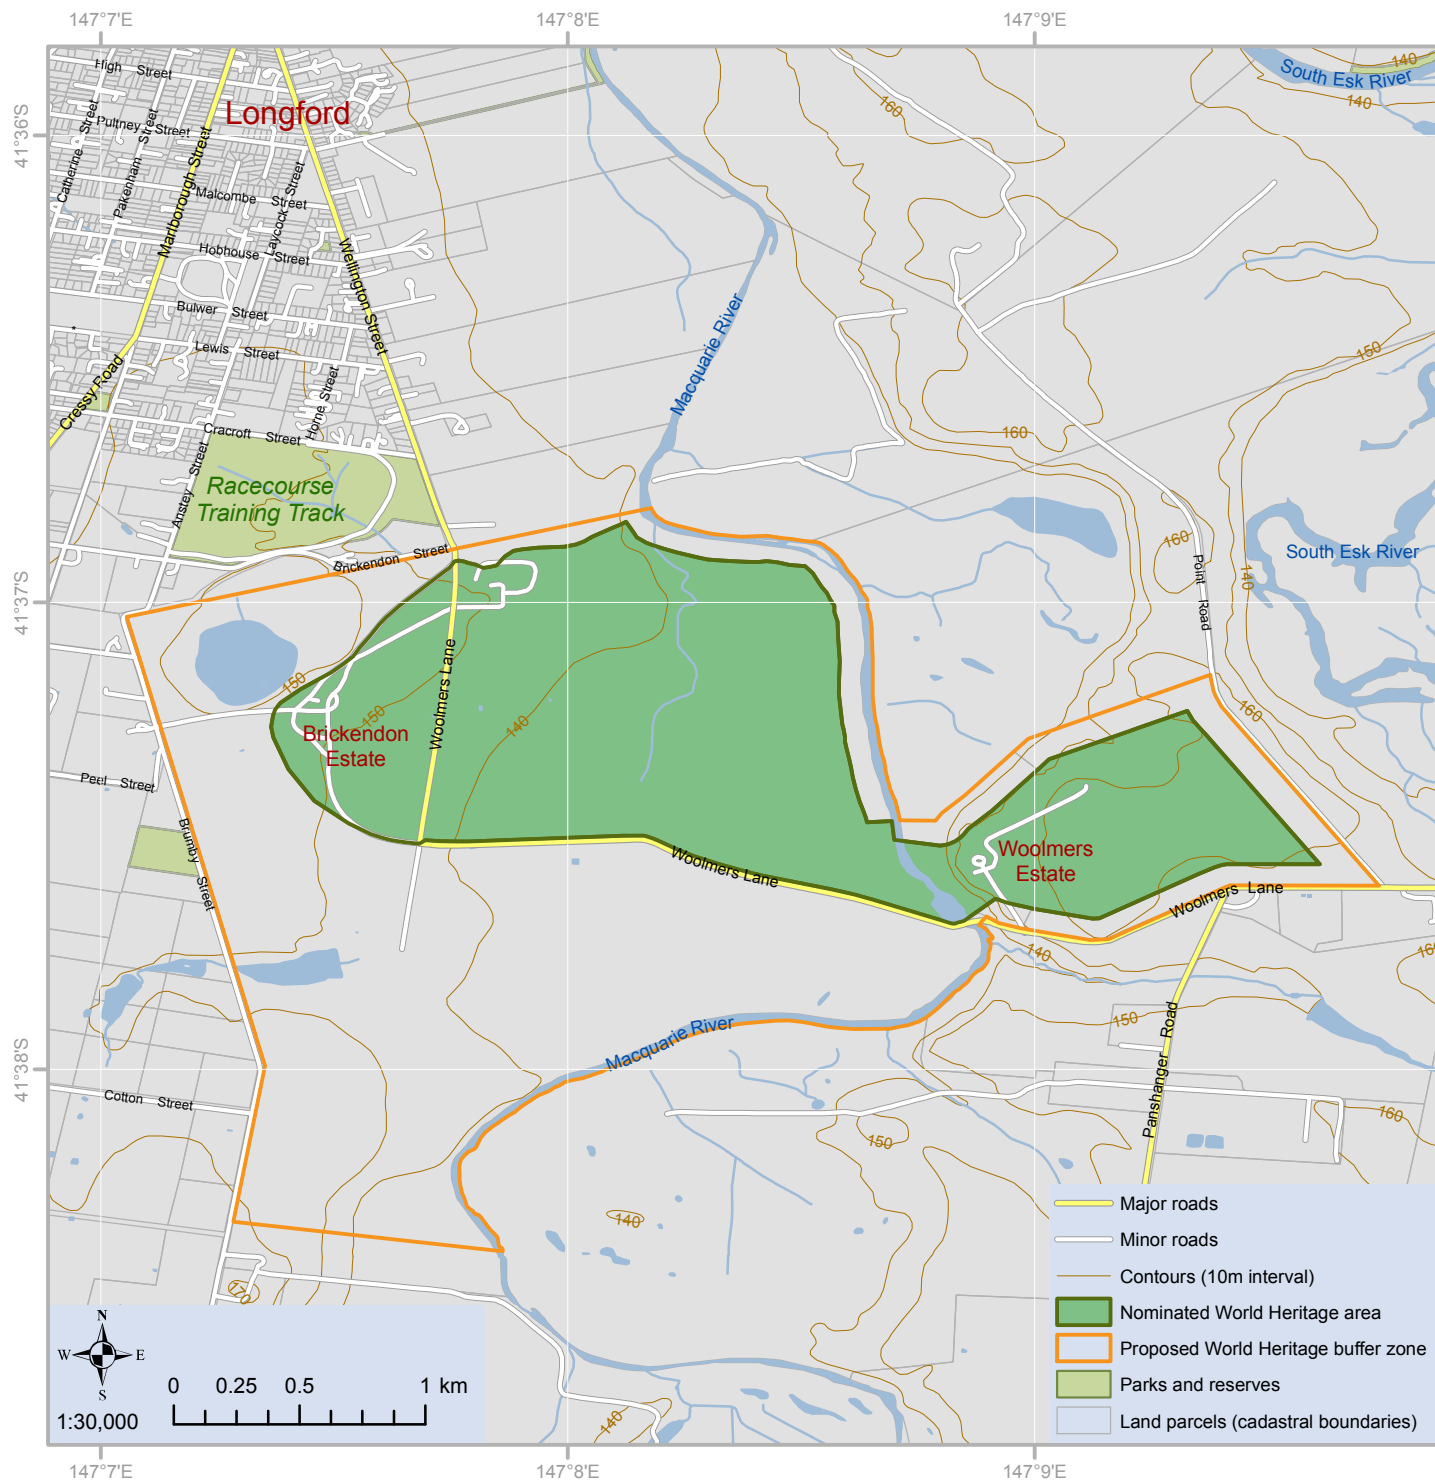 147°7'E
147°8'E
147°9'E
41°36'S
41°37'S
41°38'S
High Street
Longford
Pultney Street
Catherine Street
Pakenham Street
Marlborough Street
Malcombe Street
Laycock Street
Hobhouse Street
Wellington Street
Bulwer Street
Lewis Street
Horne Street
Cressy Road
Cracroft Street
Anstey Street
Racecourse
Training Track
Brickendon Street
Macquarie River
South Esk River
140
140
160
150
160
160
140
South Esk River
Point Road
160
150
150
140
Woolmers Lane
Brickendon
Estate
Peel Street
Brumby Street
Woolmers Lane
Woolmers
Estate
Woolmers Lane
140
160
150
Macquarie River
Panshanger Road
Cotton Street
160
150
140
170
140
N
W
E
S
0 0.25 0.5 1 km
1:30,000
Major roads
Minor roads
Contours (10m interval)
Nominated World Heritage area
Proposed World Heritage buffer zone
Parks and reserves
Land parcels (cadastral boundaries)
147°7'E
147°8'E
147°9'E